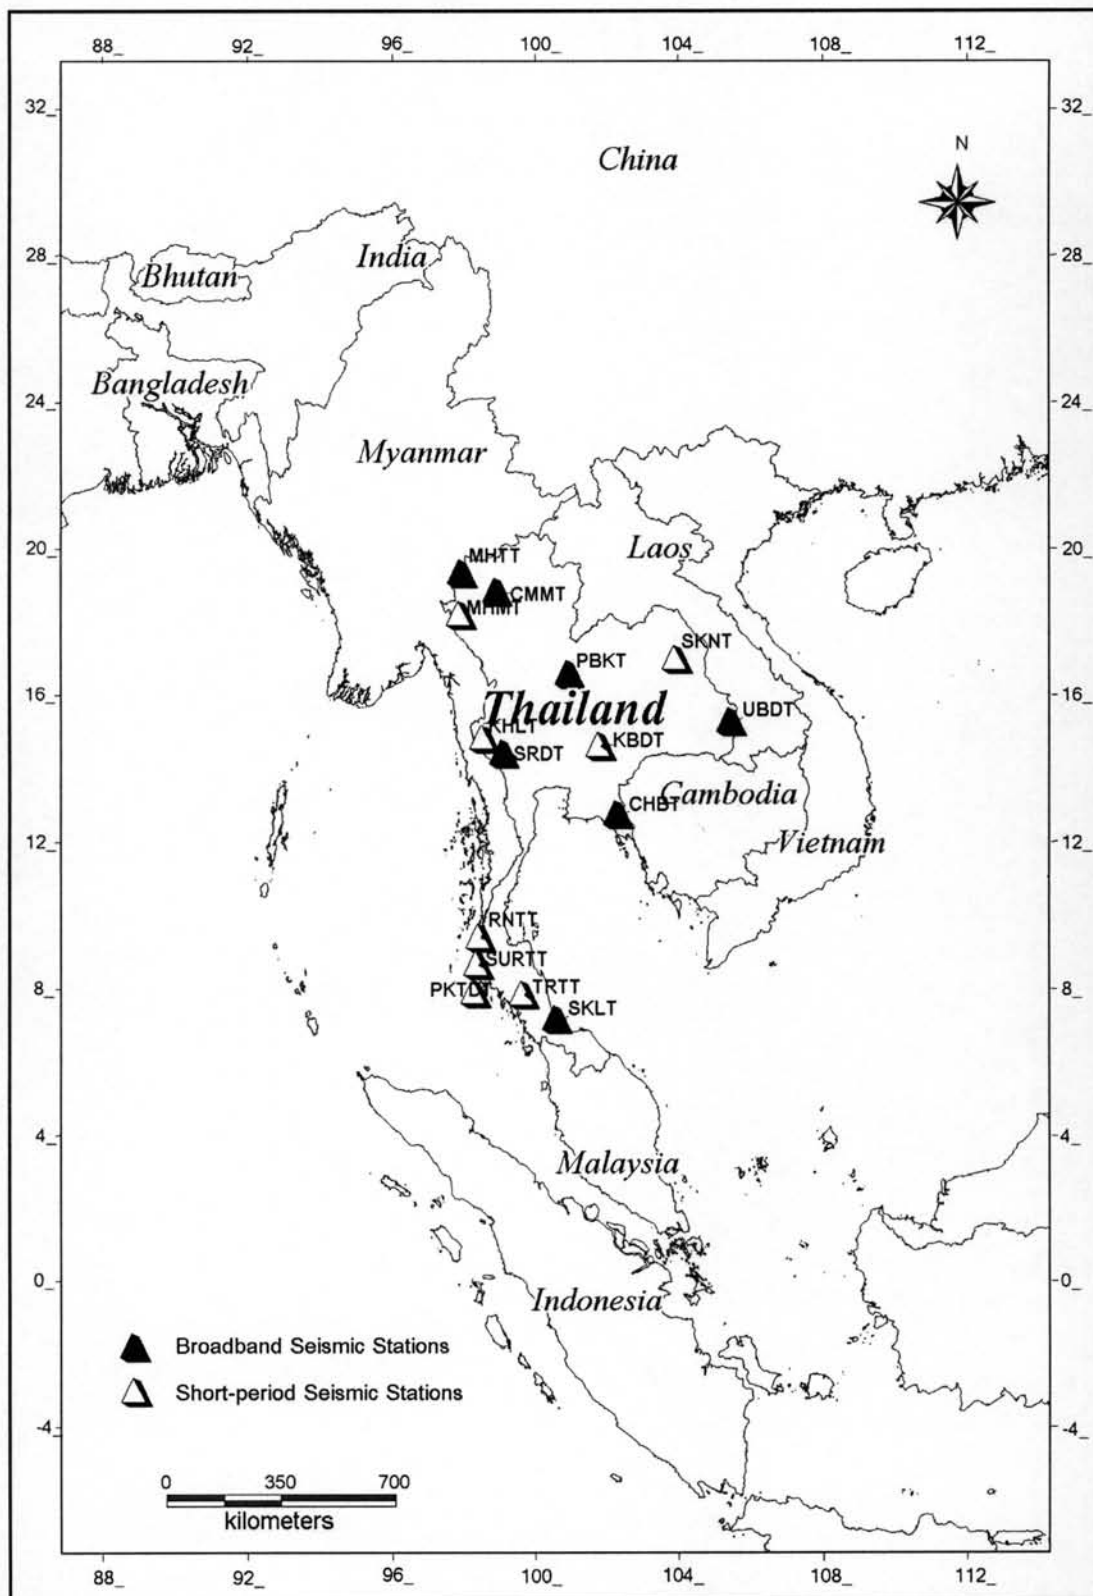 88_ 92_ 96_ 100_ 104_ 108_ 112_
32_ 32_
N
China
28_ 28_
India
Bhutan
Bangladesh
24_ 24_
Myanmar
20_ 20_
Laos
MHTT
CMMT
MHMT
SKNT
PBKT
16_ 16_
Thailand
UBDT
KHLT
KBDT
SRDT
Cambodia
CHBT
12_ 12_
Vietnam
RNTT
SURTT
8_ 8_
PKTDT
TRTT
SKLT
4_ 4_
Malaysia
0_ 0_
Indonesia
Broadband Seismic Stations
Short-period Seismic Stations
-4_ -4_
0 350 700
kilometers
88_ 92_ 96_ 100_ 104_ 108_ 112_